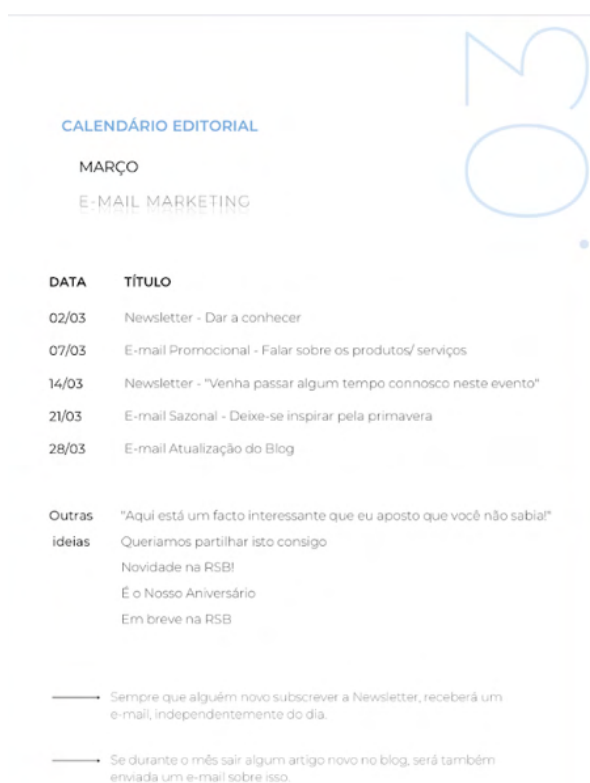 .03
CALENDÁRIO EDITORIAL
MARÇO
E-MAIL MARKETING
DATA TÍTULO
02/03 Newsletter - Dar a conhecer
07/03 E-mail Promocional - Falar sobre os produtos/ serviços
14/03 Newsletter - "Venha passar algum tempo connosco neste evento"
21/03 E-mail Sazonal - Deixe-se inspirar pela primavera
28/03 E-mail Atualização do Blog
Outras "Aqui está um facto interessante que eu aposto que você não sabia!"
ideias Queriamos partilhar isto consigo
Novidade na RSB!
É o Nosso Aniversário
Em breve na RSB
Sempre que alguém novo subscrever a Newsletter, receberá um
e-mail, independentemente do dia.
Se durante o mês sair algum artigo novo no blog, será também
enviada um e-mail sobre isso.